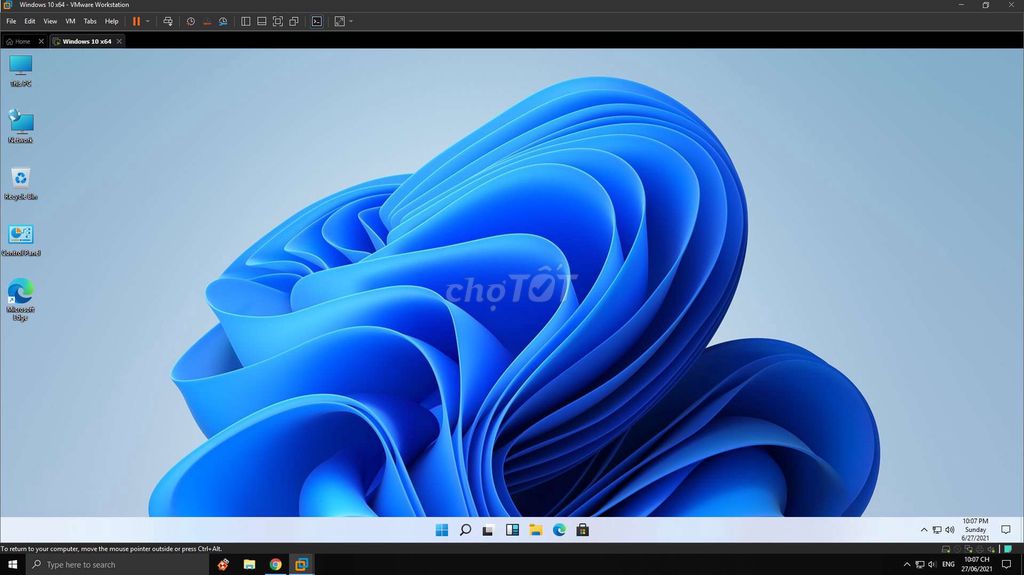 Windows 10 x64 - VMware Workstation
File Edit View VM Tabs Help
Home Windows 10 x64
This PC
Network
Recycle Bin
Control Panel
Microsoft
Edge
chợTỐT
10:07 PM
Sunday
6/27/2021
To return to your computer, move the mouse pointer outside or press Ctrl+Alt.
Type here to search
ENG
10:07 CH
27/06/2021